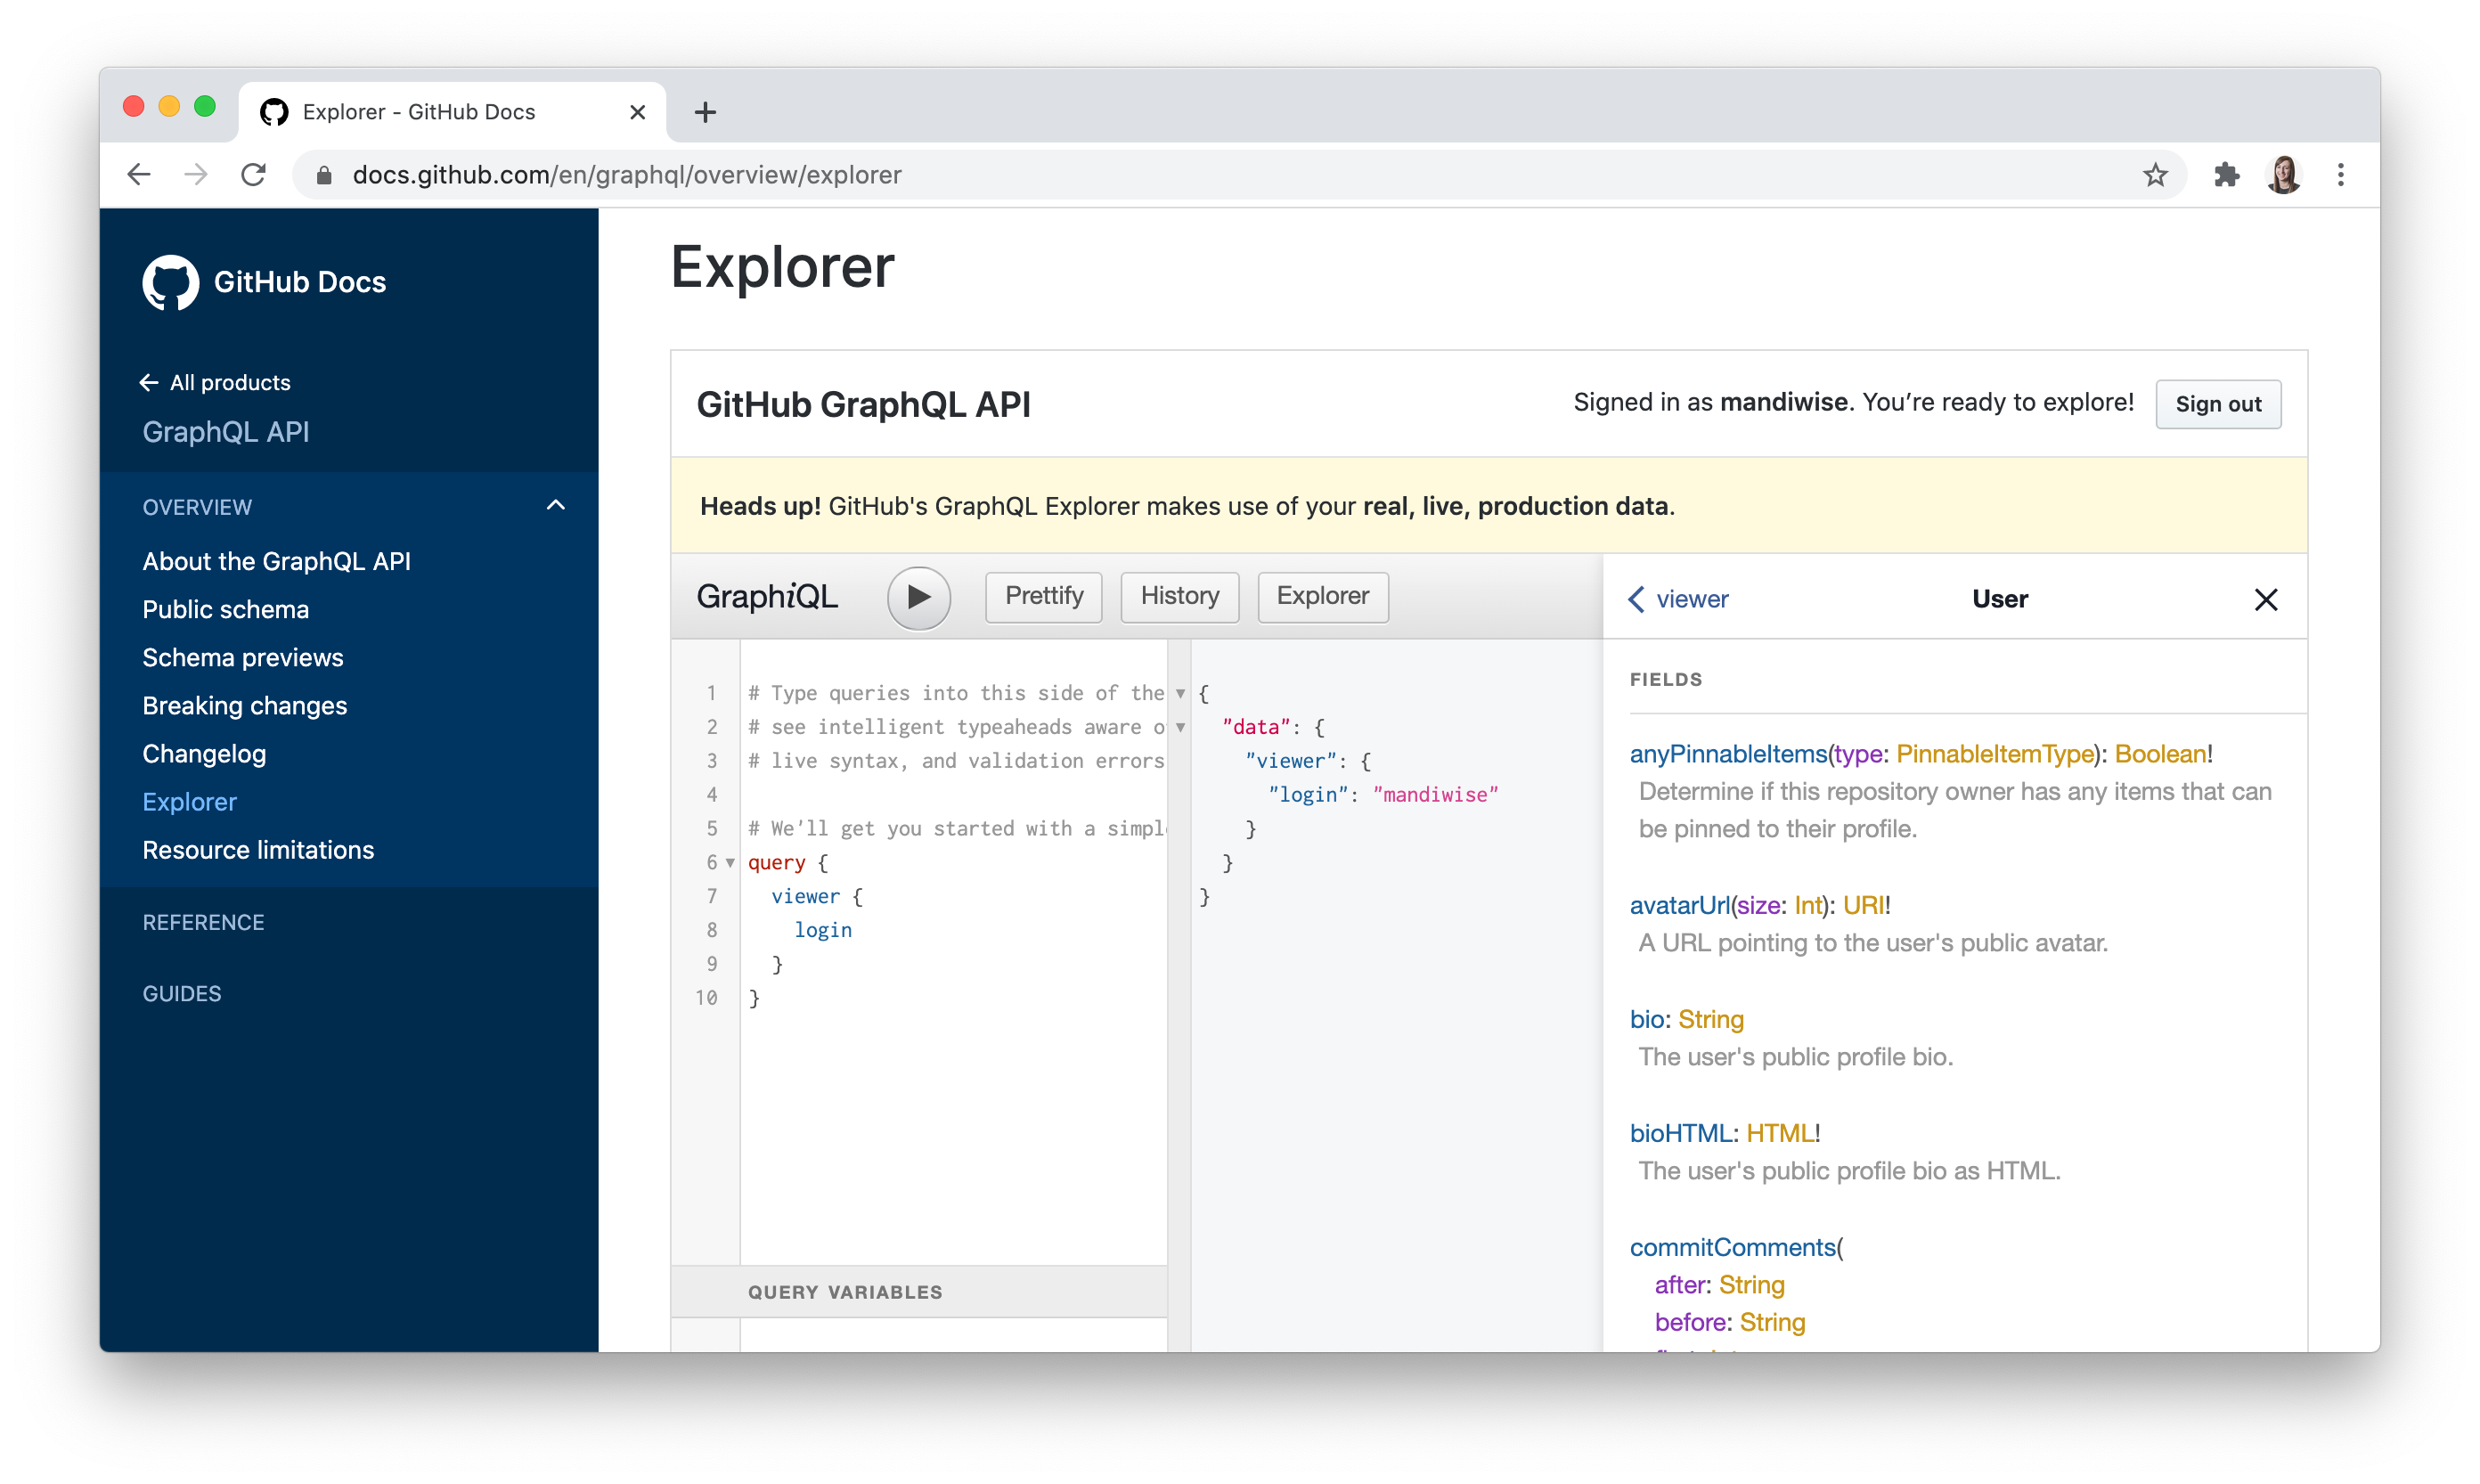 Explorer - GitHub Docs
docs.github.com/en/graphql/overview/explorer
GitHub Docs
All products
GraphQL API
OVERVIEW
About the GraphQL API
Public schema
Schema previews
Breaking changes
Changelog
Explorer
Resource limitations
REFERENCE
GUIDES
Explorer
GitHub GraphQL API
Signed in as mandiwise. You’re ready to explore!
Sign out
Heads up! GitHub's GraphQL Explorer makes use of your real, live, production data.
GraphiQL
Prettify
History
Explorer
1 # Type queries into this side of the
2 # see intelligent typeaheads aware
3 # live syntax, and validation errors
4
5 # We’ll get you started with a
6 query {
7 viewer {
8 login
9 }
10 }
QUERY VARIABLES
{
"data": {
"viewer": {
"login": "mandiwise"
}
}
}
viewer
User
FIELDS
anyPinnableItems(type: PinnableItemType): Boolean!
Determine if this repository owner has any items that can
be pinned to their profile.
avatarUrl(size: Int): URI!
A URL pointing to the user's public avatar.
bio: String
The user's public profile bio.
bioHTML: HTML!
The user's public profile bio as HTML.
commitComments(
after: String
before: String